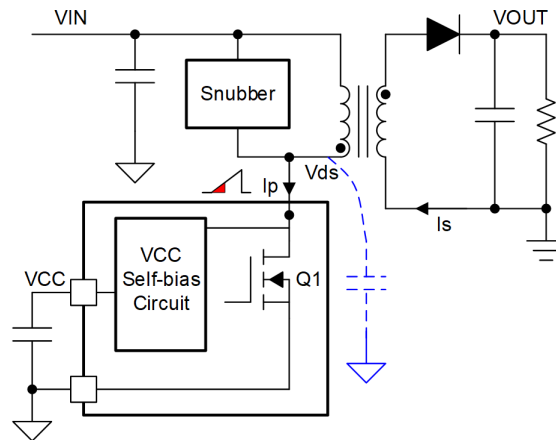 VIN
VOUT
Snubber
Vds
Ip
Is
VCC
VCC
Self-bias
Circuit
Q1